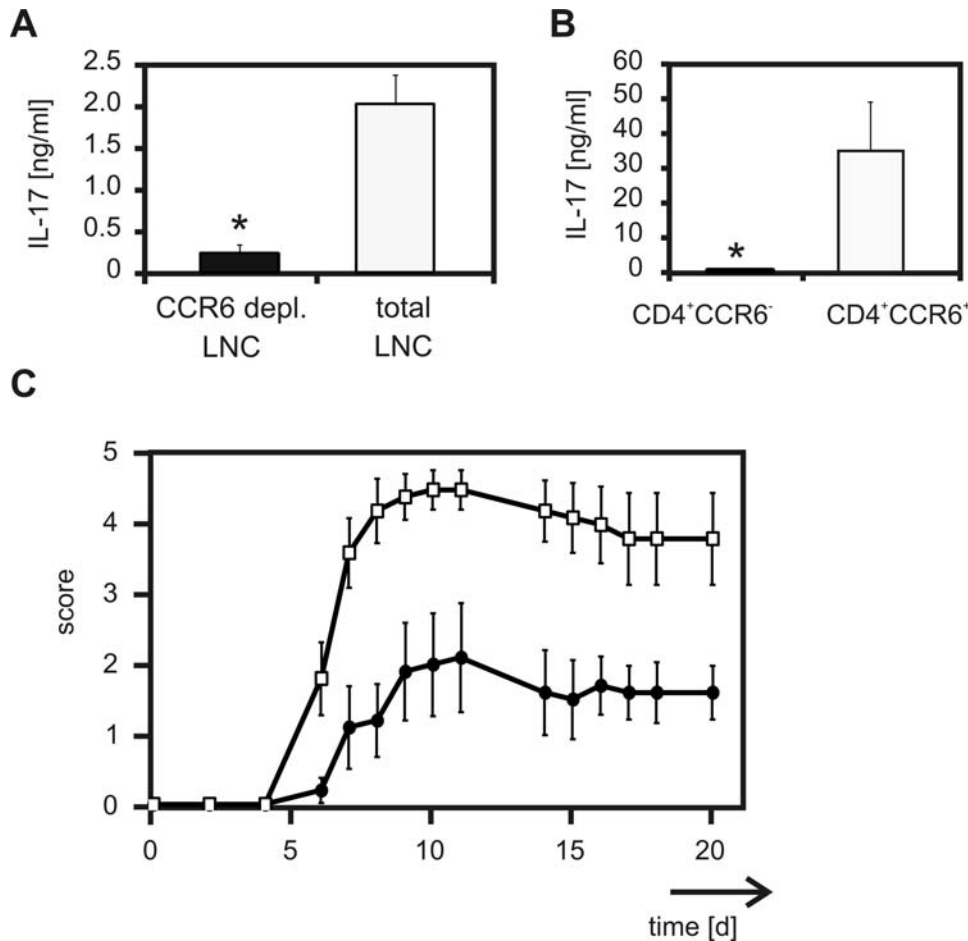 A
IL-17 [ng/ml]
2.5
2.0
1.5
1.0
0.5
0
*
CCR6 depl.
LNC
total
LNC
B
IL-17 [ng/ml]
60
50
40
30
20
10
0
*
CD4⁺CCR6⁻
CD4⁺CCR6⁺
C
score
5
4
3
2
1
0
0 5 10 15 20
time [d]